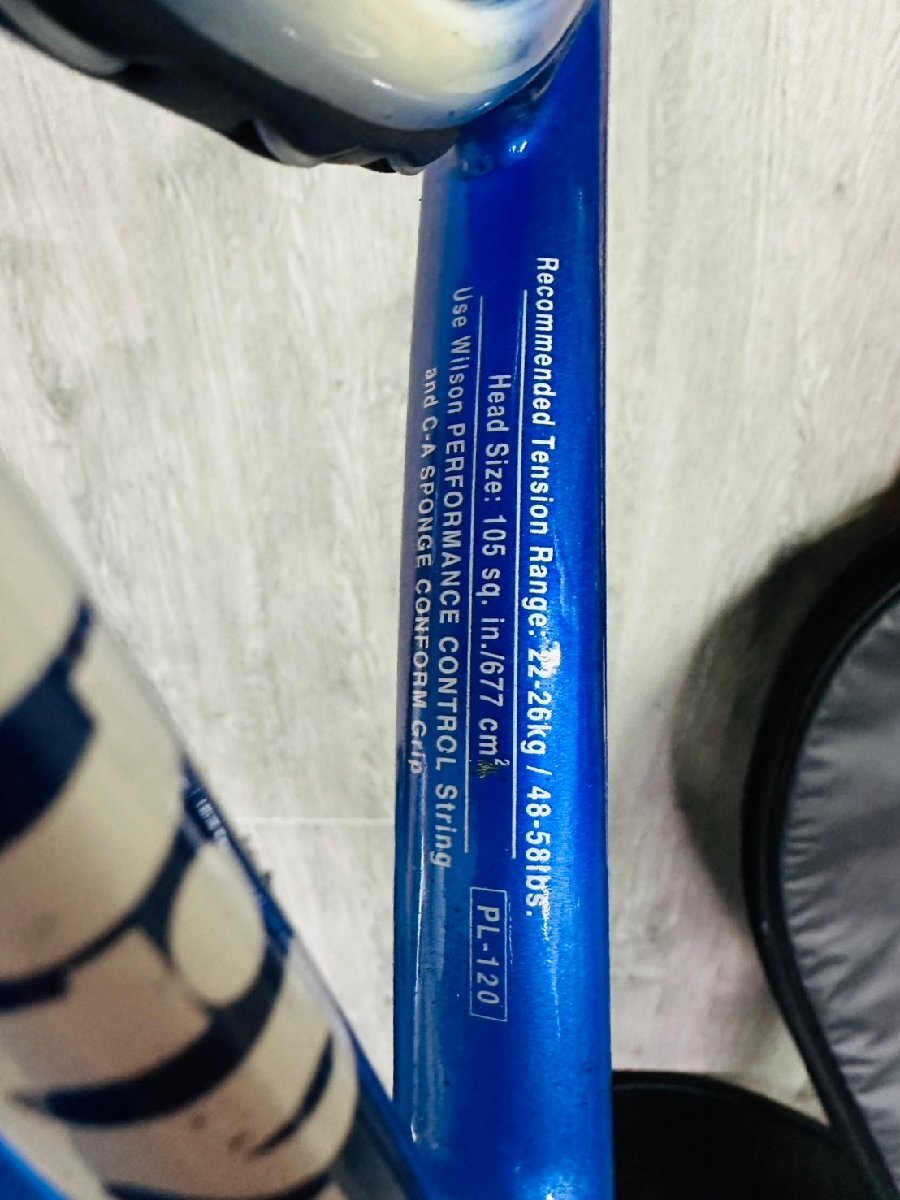 Recommended Tension Range: 22-26kg / 48-58lbs.
Head Size: 105 sq. in./677 cm²
Use Wilson PERFORMANCE CONTROL String
and C-A SPONGE CONFORM Grip
PL-120